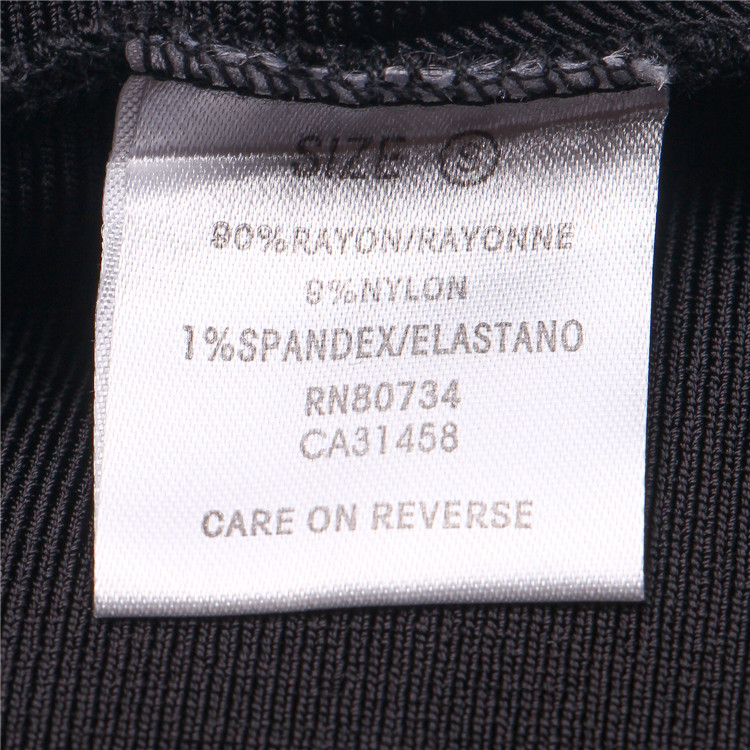 SIZE S
90%RAYON/RAYONNE
9%NYLON
1%SPANDEX/ELASTANO
RN80734
CA31458
CARE ON REVERSE